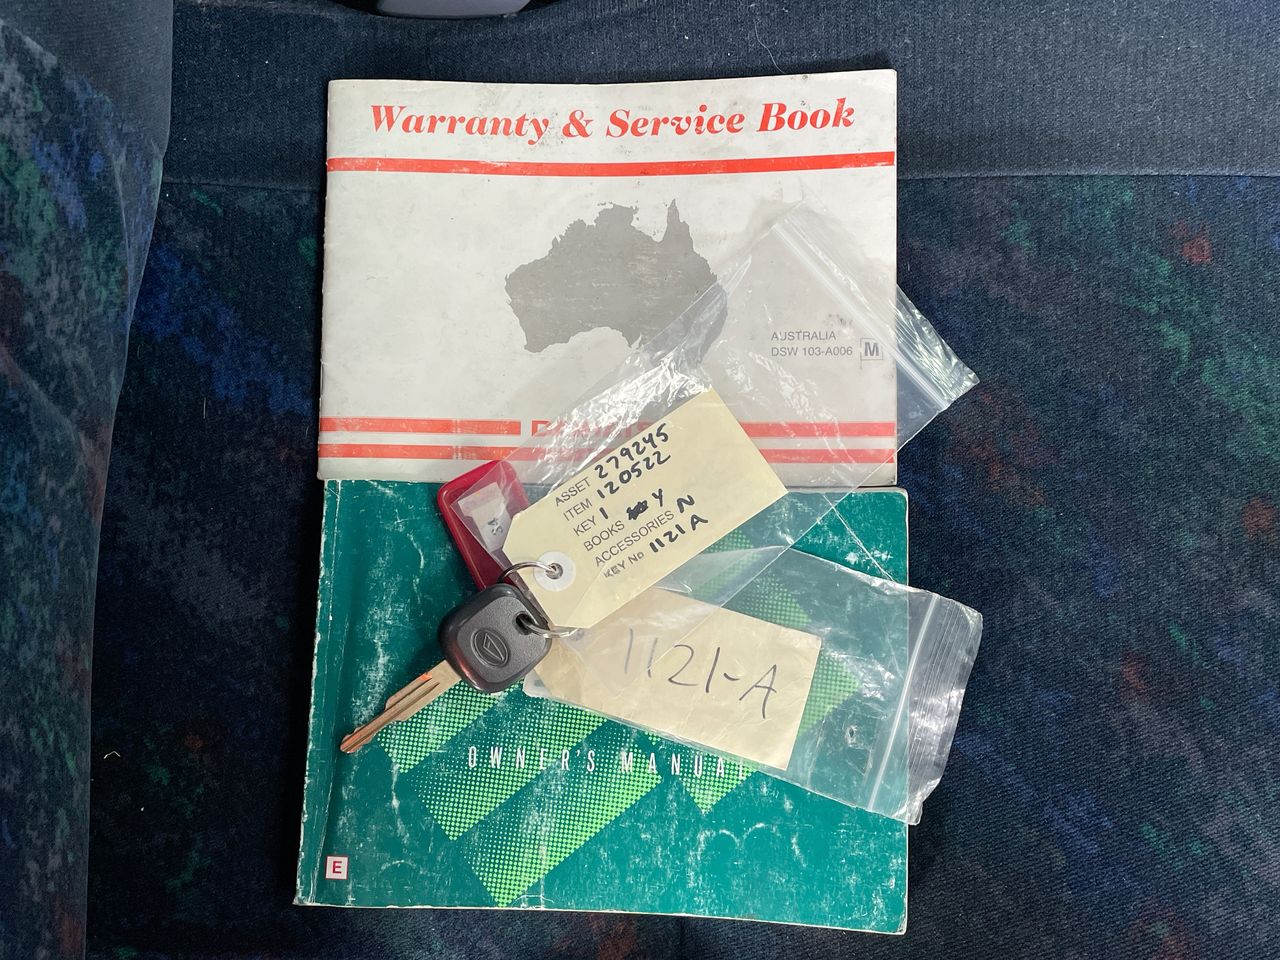 Warranty & Service Book
AUSTRALIA
DSW 103-A006 M
ASSET 279245
ITEM 120522
KEY 1
BOOKS Y
ACCESSORIES N
KEY No 1121A
1121-A
OWNER'S MANUAL
E